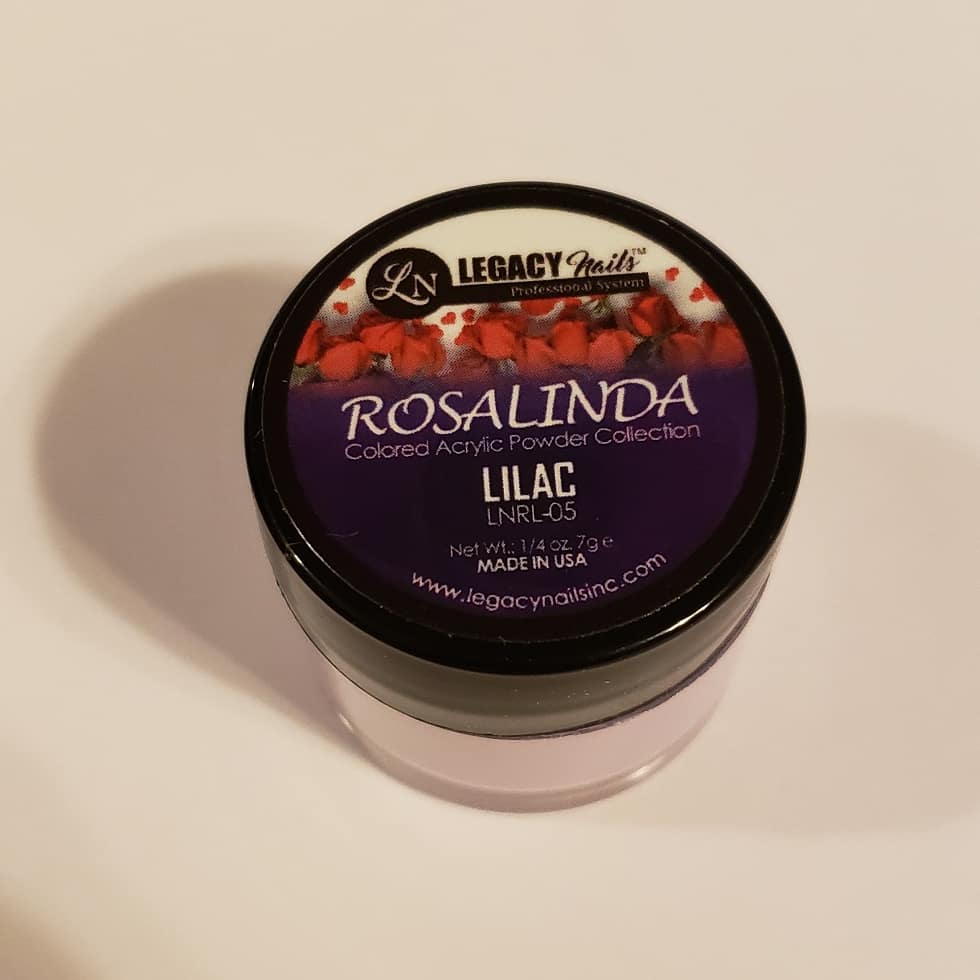 LN LEGACY nails™
Professional System
ROSALINDA
Colored Acrylic Powder Collection
LILAC
LNRL-05
Net Wt.: 1/4 oz. 7g e
MADE IN USA
www.legacynailsinc.com